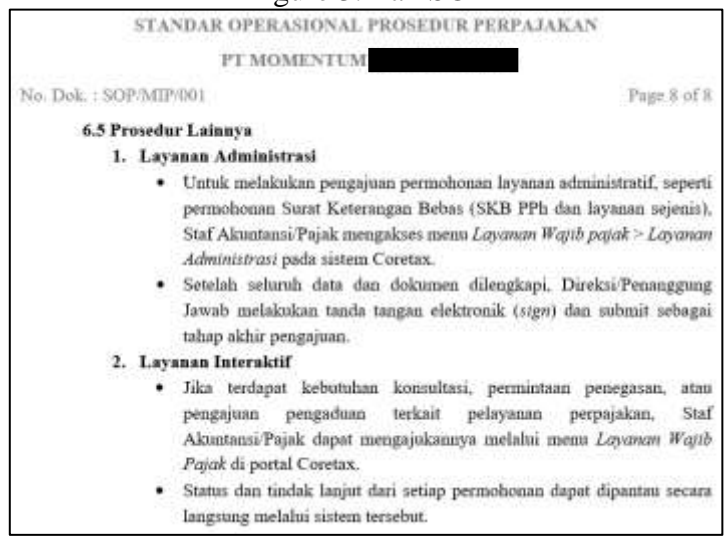 STANDAR OPERASIONAL PROSEDUR PERPAJAKAN
PT MOMENTUM
No. Dok. : SOP/MIP/001 Page 8 of 8
6.5 Prosedur Lainnya
1. Layanan Administrasi
• Untuk melakukan pengajuan permohonan layanan administratif, seperti
permohonan Surat Keterangan Bebas (SKB PPh dan layanan sejenis),
Staf Akuntansi/Pajak mengakses menu Layanan Wajib pajak > Layanan
Administrasi pada sistem Coretax.
• Setelah seluruh data dan dokumen dilengkapi, Direksi/Penanggung
Jawab melakukan tanda tangan elektronik (sign) dan submit sebagai
tahap akhir pengajuan.
2. Layanan Interaktif
• Jika terdapat kebutuhan konsultasi, permintaan penegasan, atau
pengajuan pengaduan terkait pelayanan perpajakan, Staf
Akuntansi/Pajak dapat mengajukannya melalui menu Layanan Wajib
Pajak di portal Coretax.
• Status dan tindak lanjut dari setiap permohonan dapat dipantau secara
langsung melalui sistem tersebut.